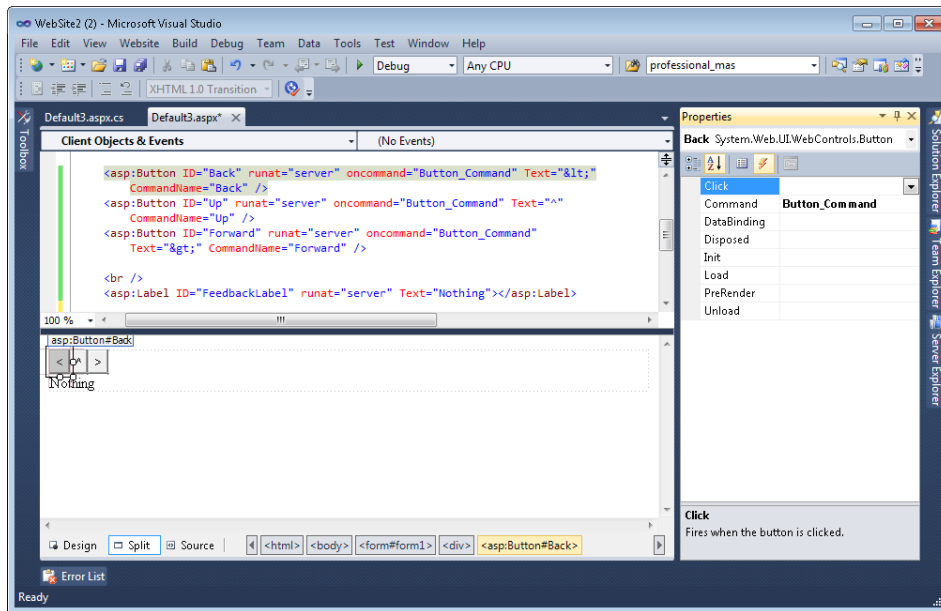 WebSite2 (2) - Microsoft Visual Studio
File Edit View Website Build Debug Team Data Tools Test Window Help
Debug Any CPU professional_mas
XHTML 1.0 Transition
Toolbox
Default3.aspx.cs Default3.aspx*
Client Objects & Events (No Events)
<asp:Button ID="Back" runat="server" oncommand="Button_Command" Text="&lt;"
CommandName="Back" />
<asp:Button ID="Up" runat="server" oncommand="Button_Command" Text="^"
CommandName="Up" />
<asp:Button ID="Forward" runat="server" oncommand="Button_Command"
Text="&gt;" CommandName="Forward" />
<br />
<asp:Label ID="FeedbackLabel" runat="server" Text="Nothing"></asp:Label>
100 %
asp:Button#Back
< ^ >
Nothing
Design Split Source <html> <body> <form#form1> <div> <asp:Button#Back>
Properties
Back System.Web.UI.WebControls.Button
Click
Command Button_Command
DataBinding
Disposed
Init
Load
PreRender
Unload
Click
Fires when the button is clicked.
Solution Explorer
Team Explorer
Server Explorer
Error List
Ready